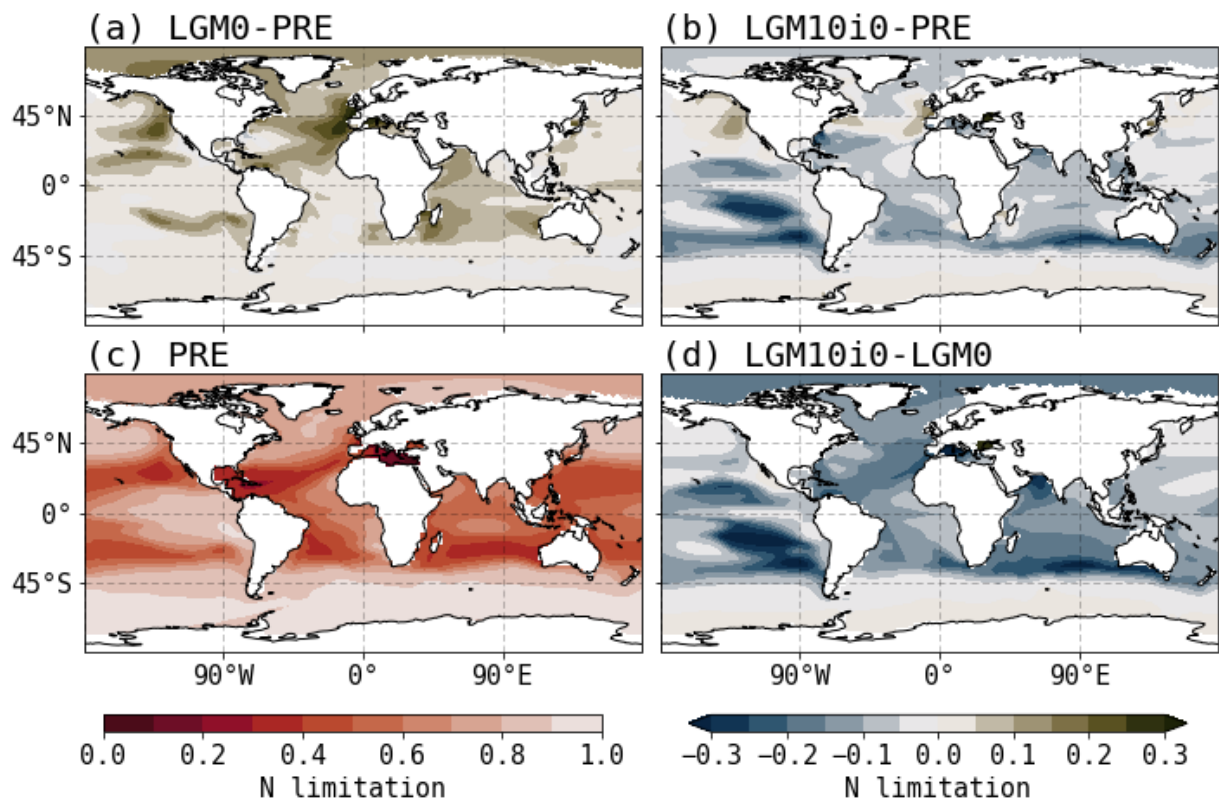 (a) LGM0-PRE
(b) LGM10i0-PRE
45°N
0°
45°S
(c) PRE
(d) LGM10i0-LGM0
45°N
0°
45°S
90°W 0° 90°E
90°W 0° 90°E
0.0 0.2 0.4 0.6 0.8 1.0
N limitation
−0.3 −0.2 −0.1 0.0 0.1 0.2 0.3
N limitation